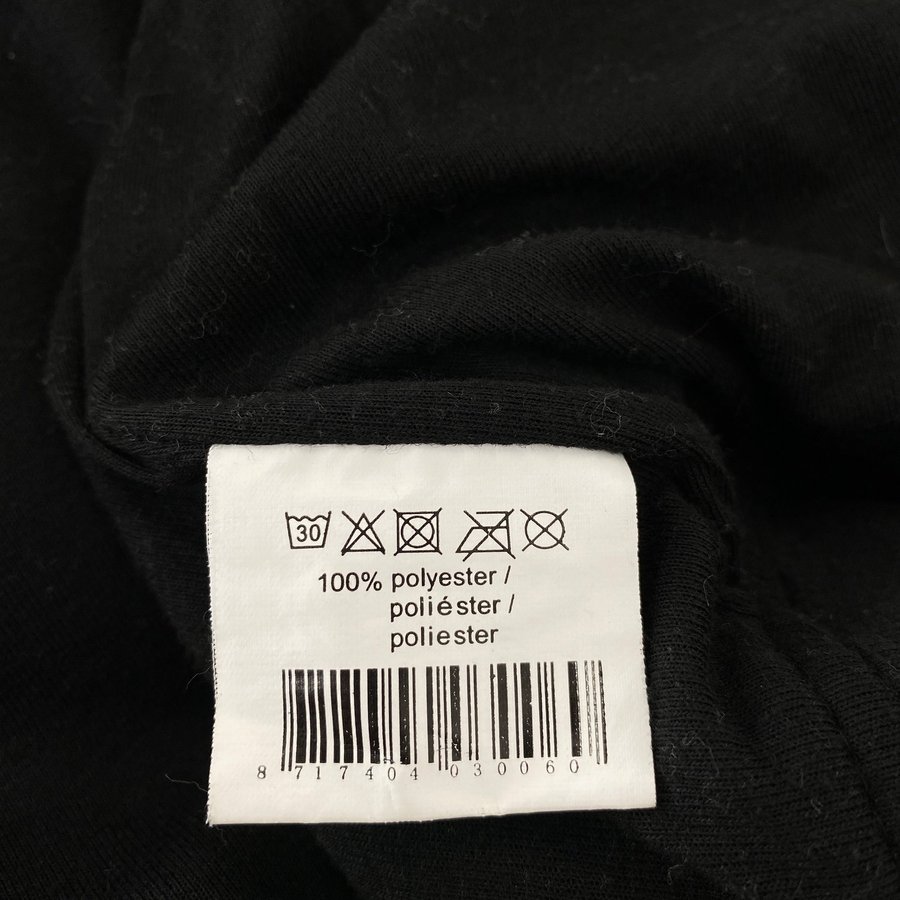 30
100% polyester /
poliéster /
poliester
8 717404 030060